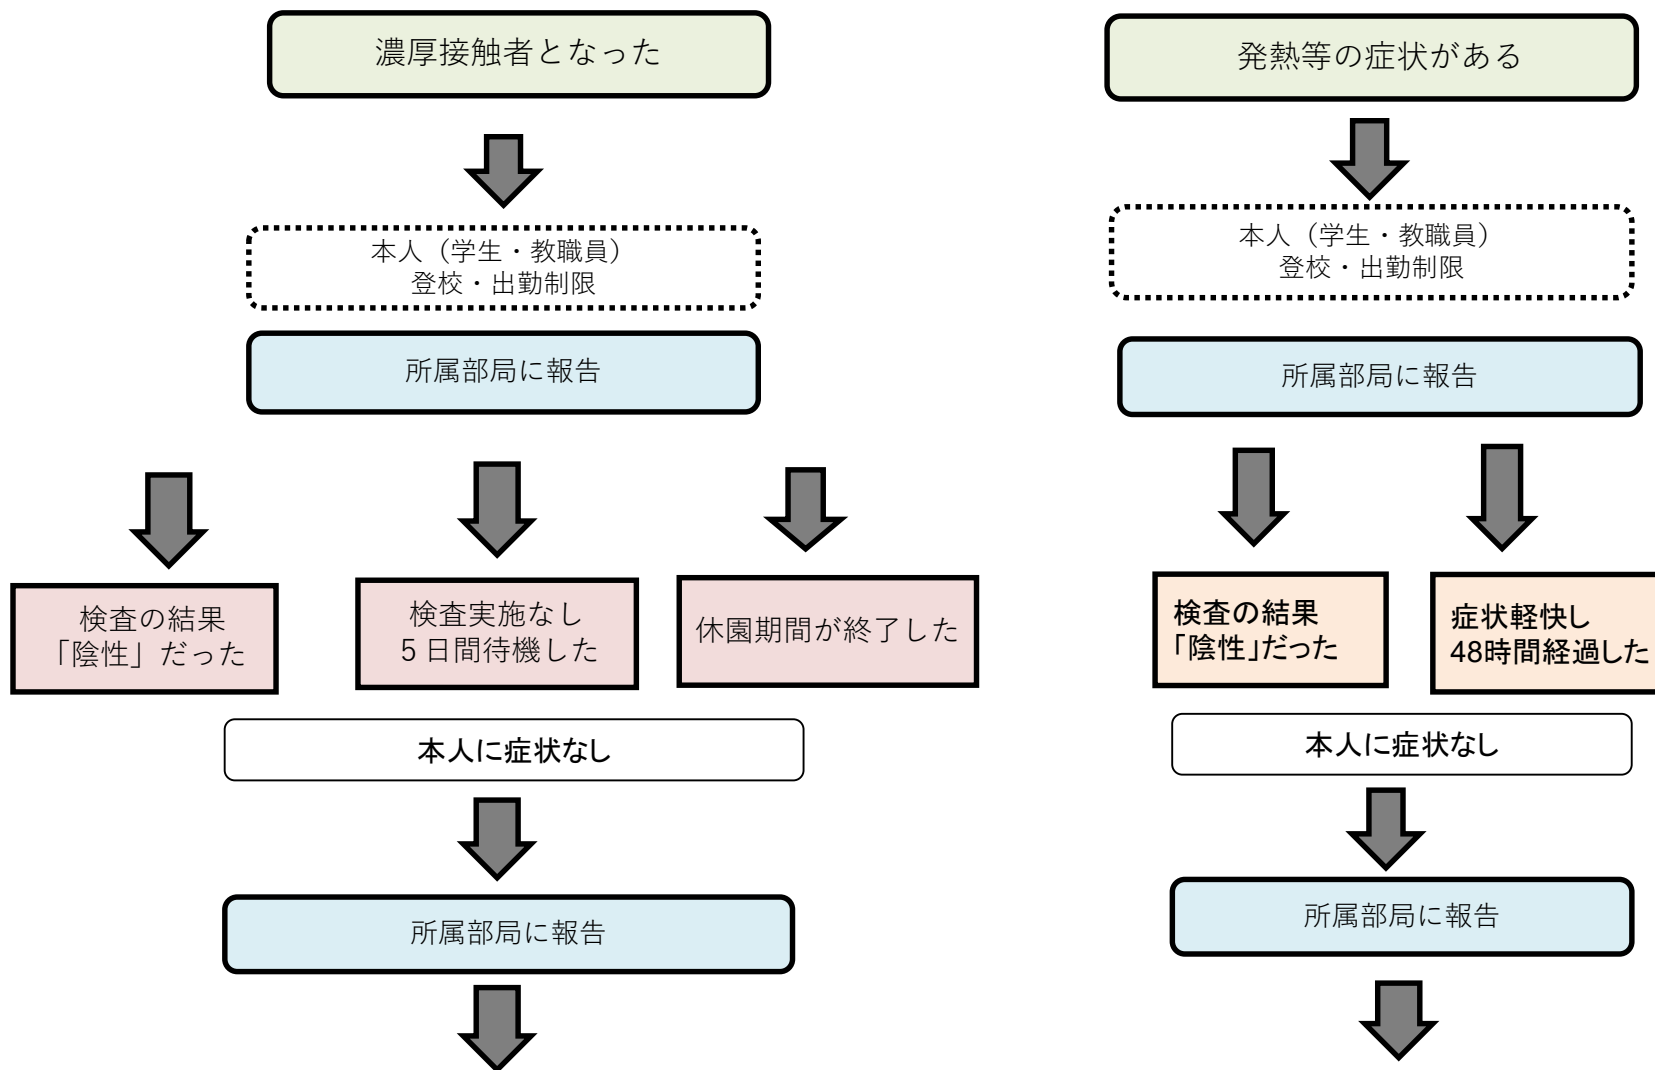 濃厚接触者となった
本人（学生・教職員）
登校・出勤制限
所属部局に報告
検査の結果
「陰性」だった
検査実施なし
5日間待機した
休園期間が終了した
本人に症状なし
所属部局に報告
発熱等の症状がある
本人（学生・教職員）
登校・出勤制限
所属部局に報告
検査の結果
「陰性」だった
症状軽快し
48時間経過した
本人に症状なし
所属部局に報告